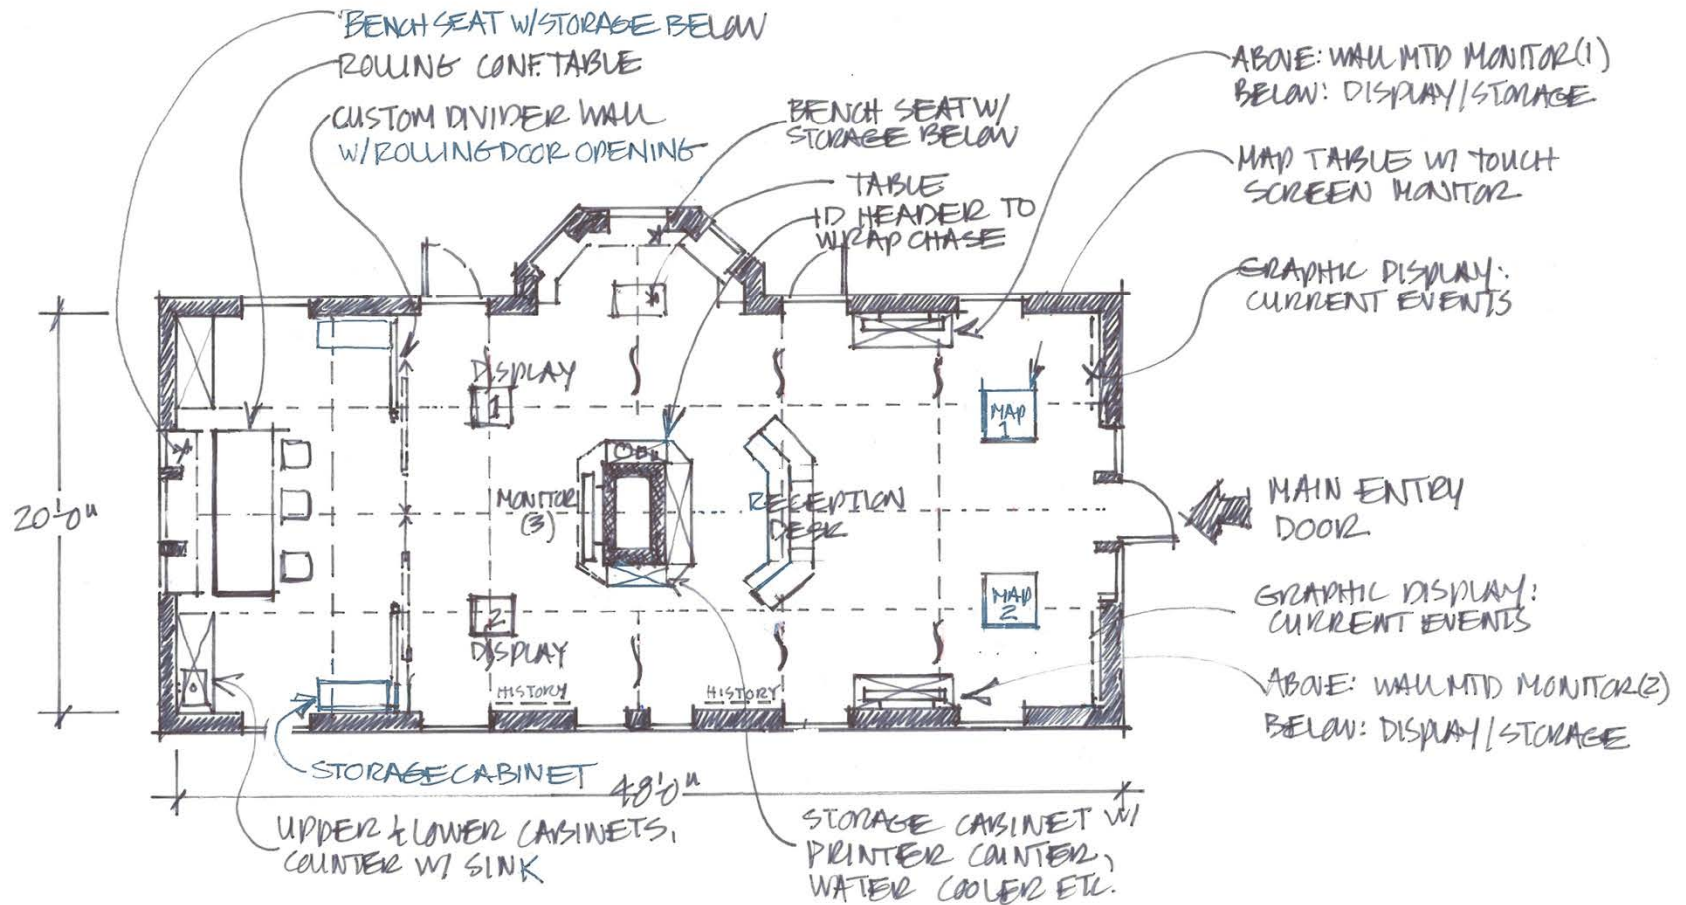 BENCH SEAT W/STORAGE BELOW
ROLLING CONF. TABLE
CUSTOM DIVIDER WALL
W/ROLLING DOOR OPENING
BENCH SEAT W/
STORAGE BELOW
TABLE
ID HEADER TO
WRAP CHASE
ABOVE: WALL MTD MONITOR(1)
BELOW: DISPLAY/STORAGE
MAP TABLE W/ TOUCH
SCREEN MONITOR
GRAPHIC DISPLAY:
CURRENT EVENTS
DISPLAY
1
MAP
1
MONITOR
(3)
RECEPTION
DESK
20'-0"
MAIN ENTRY
DOOR
2
DISPLAY
MAP
2
HISTORY
HISTORY
GRAPHIC DISPLAY:
CURRENT EVENTS
ABOVE: WALL MTD MONITOR(2)
BELOW: DISPLAY/STORAGE
STORAGE CABINET
48'-0"
UPPER & LOWER CABINETS,
COUNTER W/ SINK
STORAGE CABINET W/
PRINTER COUNTER,
WATER COOLER ETC.